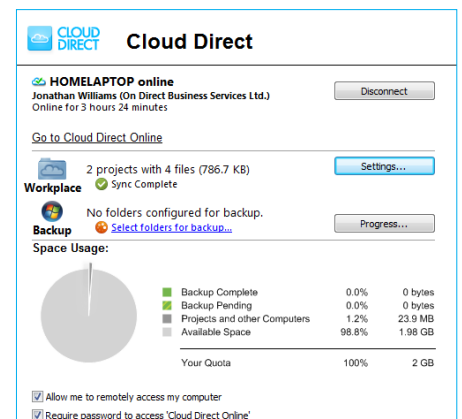 CLOUD DIRECT Cloud Direct
HOMELAPTOP online
Jonathan Williams (On Direct Business Services Ltd.)
Online for 3 hours 24 minutes
Disconnect
Go to Cloud Direct Online
Workplace
2 projects with 4 files (786.7 KB)
Sync Complete
Settings...
Backup
No folders configured for backup.
Select folders for backup...
Progress...
Space Usage:
Backup Complete 0.0% 0 bytes
Backup Pending 0.0% 0 bytes
Projects and other Computers 1.2% 23.9 MB
Available Space 98.8% 1.98 GB
Your Quota 100% 2 GB
Allow me to remotely access my computer
Require password to access 'Cloud Direct Online'